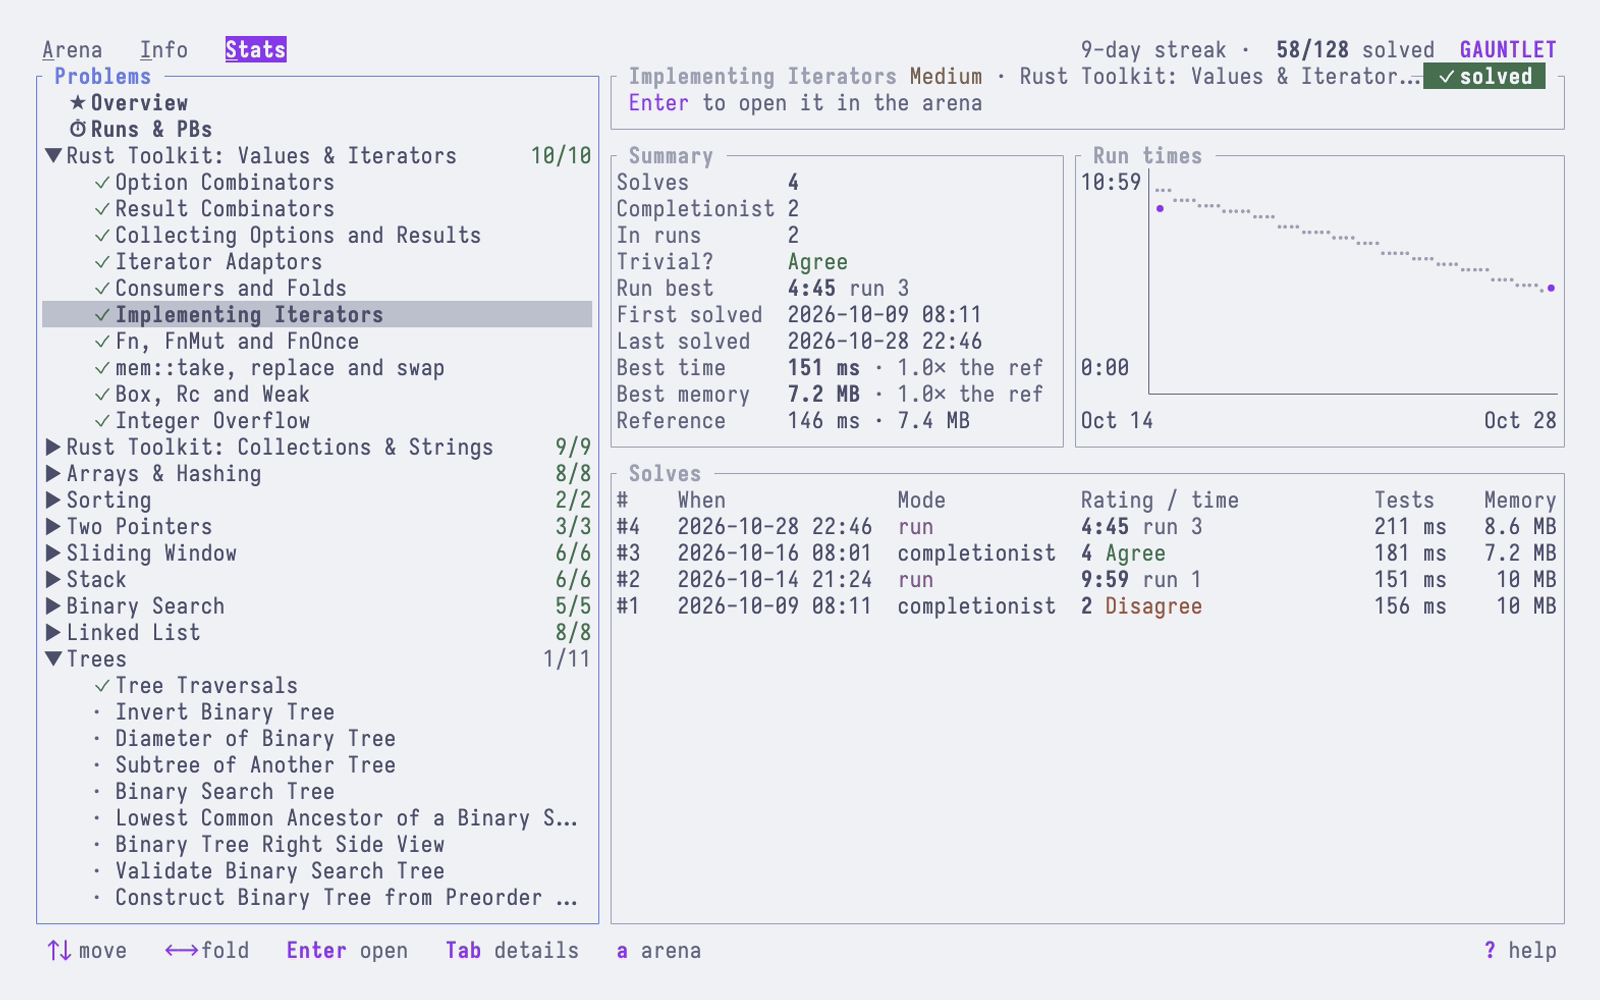 Arena Info Stats 9-day streak · 58/128 solved GAUNTLET
Problems
★ Overview
⏱ Runs & PBs
▼ Rust Toolkit: Values & Iterators 10/10
✓ Option Combinators
✓ Result Combinators
✓ Collecting Options and Results
✓ Iterator Adaptors
✓ Consumers and Folds
✓ Implementing Iterators
✓ Fn, FnMut and FnOnce
✓ mem::take, replace and swap
✓ Box, Rc and Weak
✓ Integer Overflow
▶ Rust Toolkit: Collections & Strings 9/9
▶ Arrays & Hashing 8/8
▶ Sorting 2/2
▶ Two Pointers 3/3
▶ Sliding Window 6/6
▶ Stack 6/6
▶ Binary Search 5/5
▶ Linked List 8/8
▼ Trees 1/11
✓ Tree Traversals
· Invert Binary Tree
· Diameter of Binary Tree
· Subtree of Another Tree
· Binary Search Tree
· Lowest Common Ancestor of a Binary S...
· Binary Tree Right Side View
· Validate Binary Search Tree
· Construct Binary Tree from Preorder ...
Implementing Iterators Medium · Rust Toolkit: Values & Iterator... ✓ solved
Enter to open it in the arena
Summary
Solves 4
Completionist 2
In runs 2
Trivial? Agree
Run best 4:45 run 3
First solved 2026-10-09 08:11
Last solved 2026-10-28 22:46
Best time 151 ms · 1.0× the ref
Best memory 7.2 MB · 1.0× the ref
Reference 146 ms · 7.4 MB
Run times
10:59
0:00
Oct 14 Oct 28
Solves
# When Mode Rating / time Tests Memory
#4 2026-10-28 22:46 run 4:45 run 3 211 ms 8.6 MB
#3 2026-10-16 08:01 completionist 4 Agree 181 ms 7.2 MB
#2 2026-10-14 21:24 run 9:59 run 1 151 ms 10 MB
#1 2026-10-09 08:11 completionist 2 Disagree 156 ms 10 MB
↑↓ move ←→ fold Enter open Tab details a arena ? help